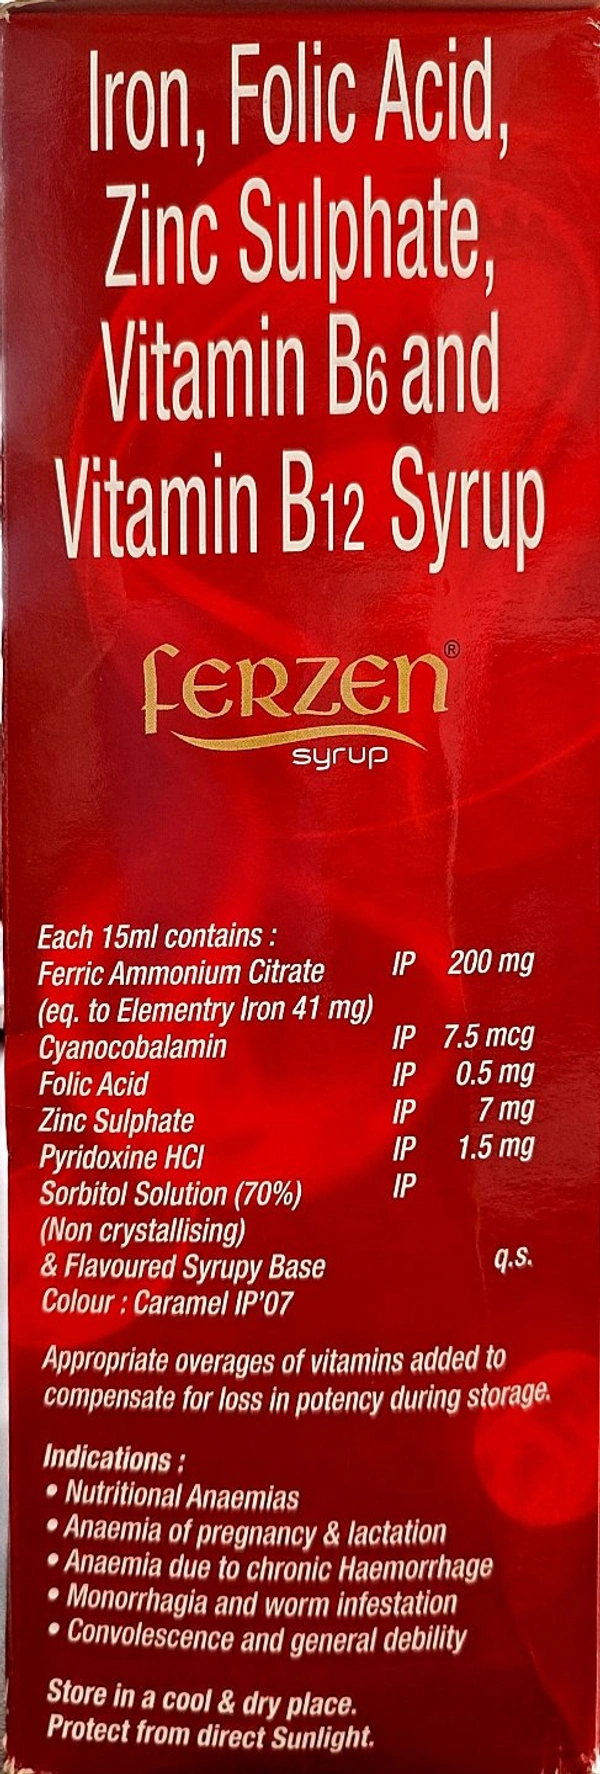 Iron, Folic Acid,
Zinc Sulphate,
Vitamin B6 and
Vitamin B12 Syrup
FERZEN®
syrup
Each 15ml contains :
Ferric Ammonium Citrate IP 200 mg
(eq. to Elementry Iron 41 mg)
Cyanocobalamin IP 7.5 mcg
Folic Acid IP 0.5 mg
Zinc Sulphate IP 7 mg
Pyridoxine HCl IP 1.5 mg
Sorbitol Solution (70%) IP
(Non crystallising)
& Flavoured Syrupy Base q.s.
Colour : Caramel IP'07
Appropriate overages of vitamins added to
compensate for loss in potency during storage.
Indications :
• Nutritional Anaemias
• Anaemia of pregnancy & lactation
• Anaemia due to chronic Haemorrhage
• Monorrhagia and worm infestation
• Convolescence and general debility
Store in a cool & dry place.
Protect from direct Sunlight.